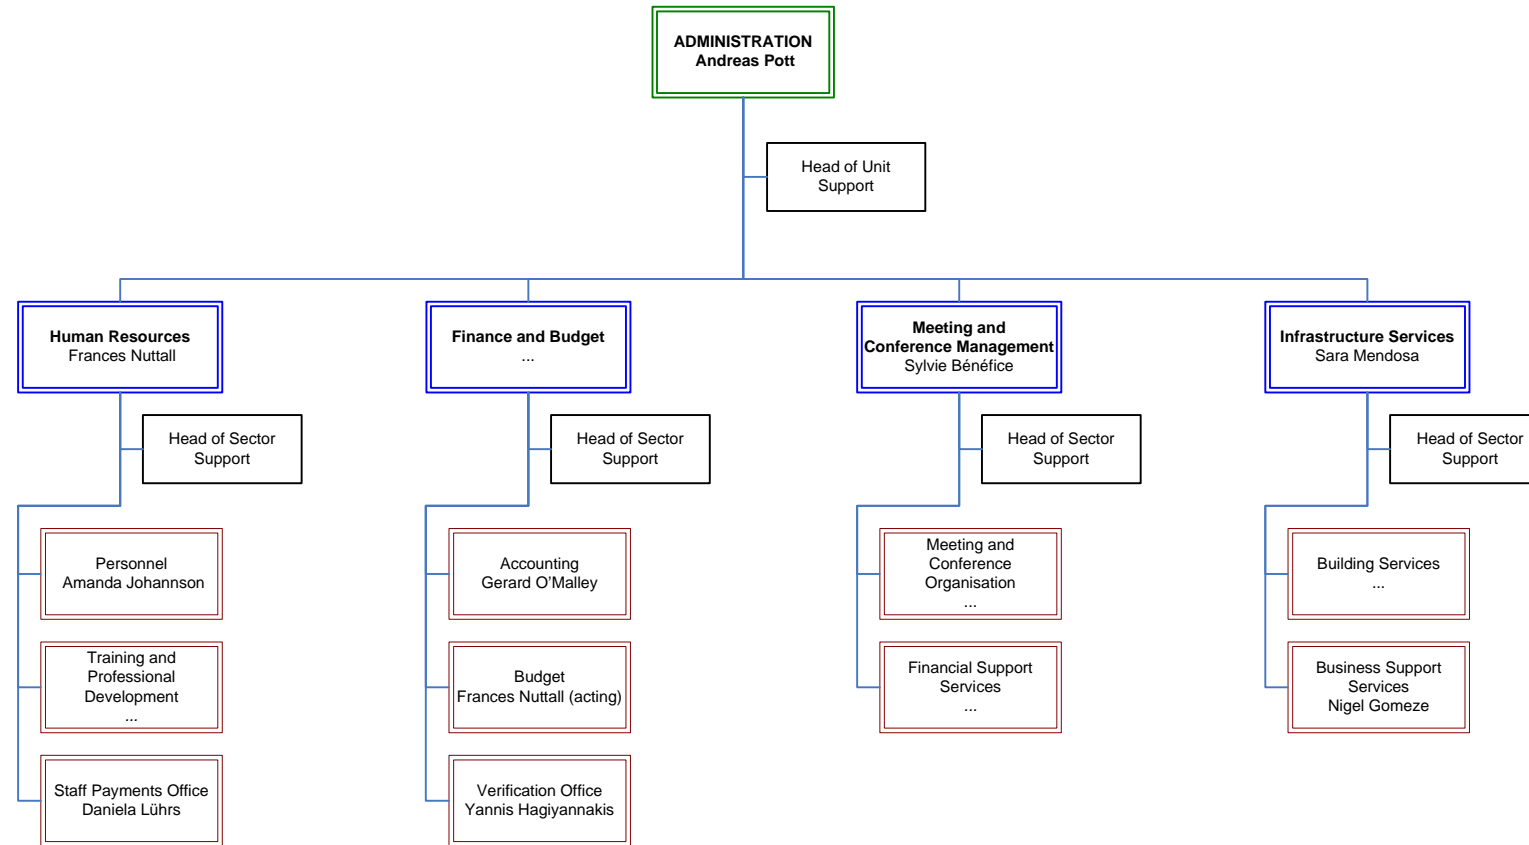 ADMINISTRATION
Andreas Pott
Head of Unit
Support
Human Resources
Frances Nuttall
Finance and Budget
...
Meeting and
Conference Management
Sylvie Bénéfice
Infrastructure Services
Sara Mendosa
Head of Sector
Support
Head of Sector
Support
Head of Sector
Support
Head of Sector
Support
Personnel
Amanda Johannson
Accounting
Gerard O’Malley
Meeting and
Conference
Organisation
...
Building Services
...
Training and
Professional
Development
...
Budget
Frances Nuttall (acting)
Financial Support
Services
...
Business Support
Services
Nigel Gomeze
Staff Payments Office
Daniela Lührs
Verification Office
Yannis Hagiyannakis